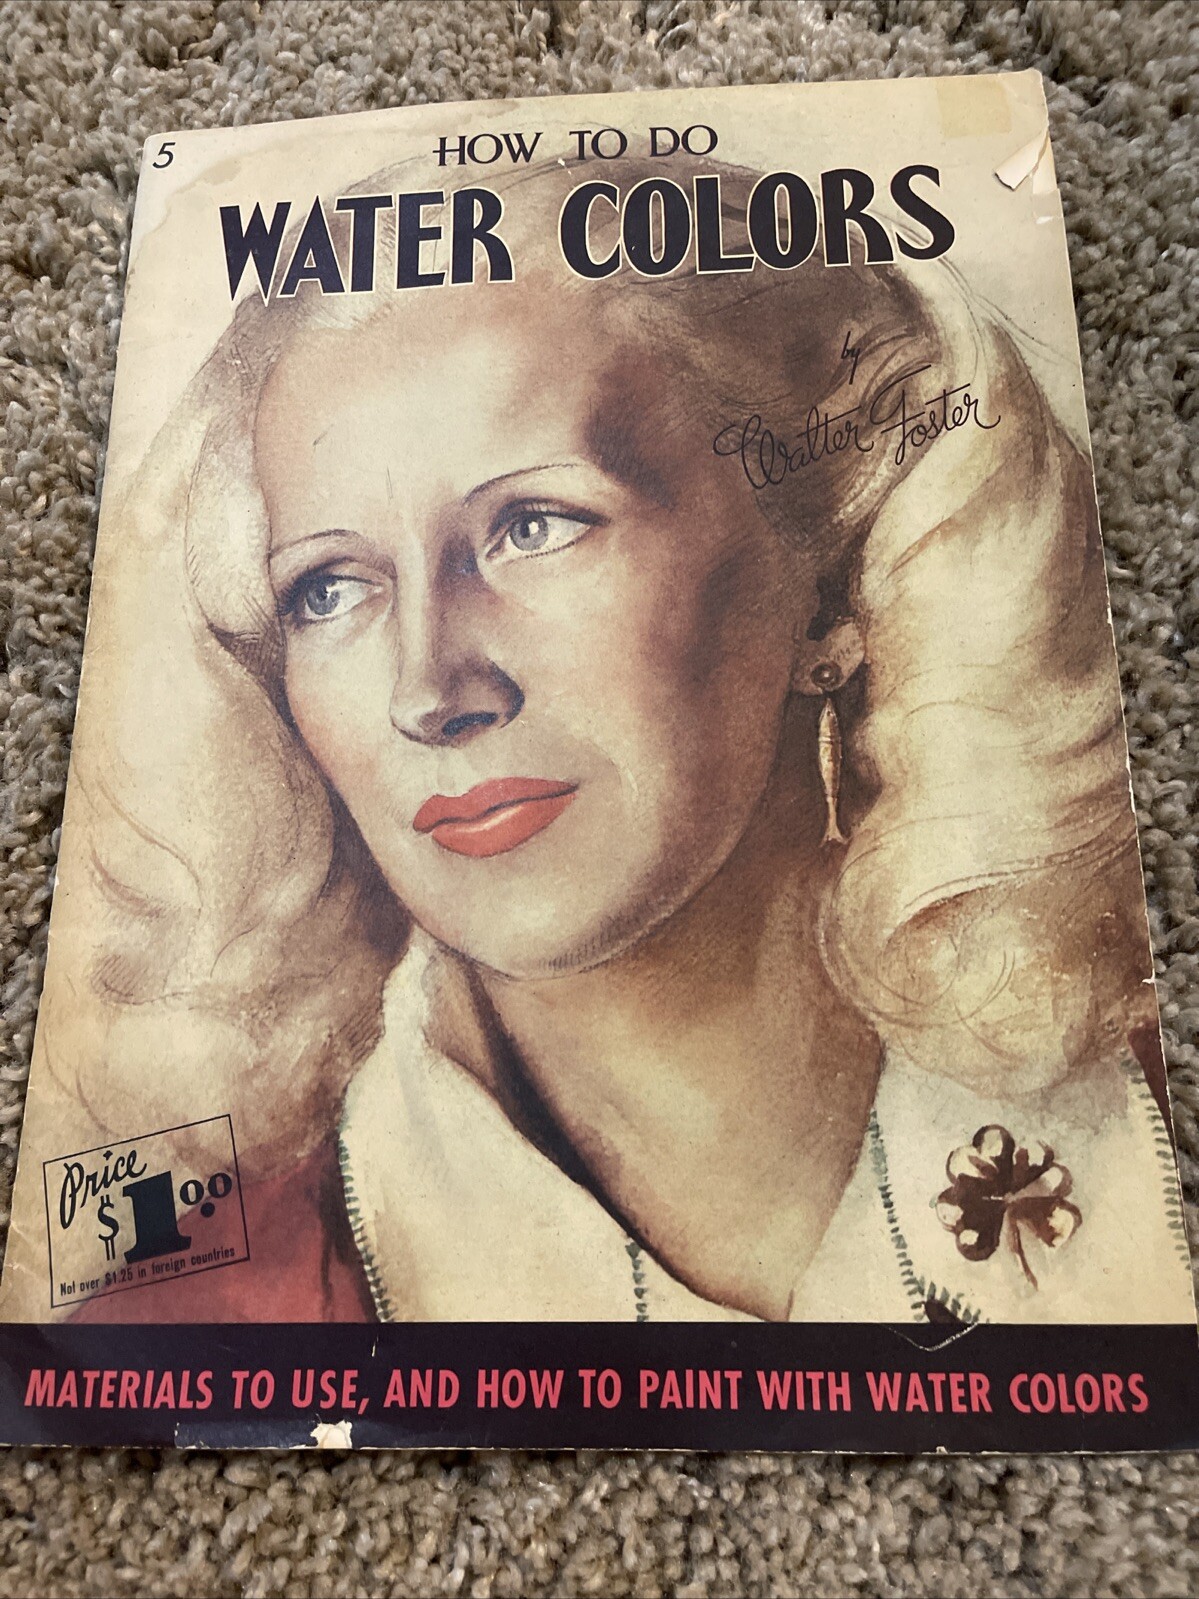 5
HOW TO DO
WATER COLORS
by
Walter Foster
Price
$1.00
Not over $1.25 in foreign countries
MATERIALS TO USE, AND HOW TO PAINT WITH WATER COLORS